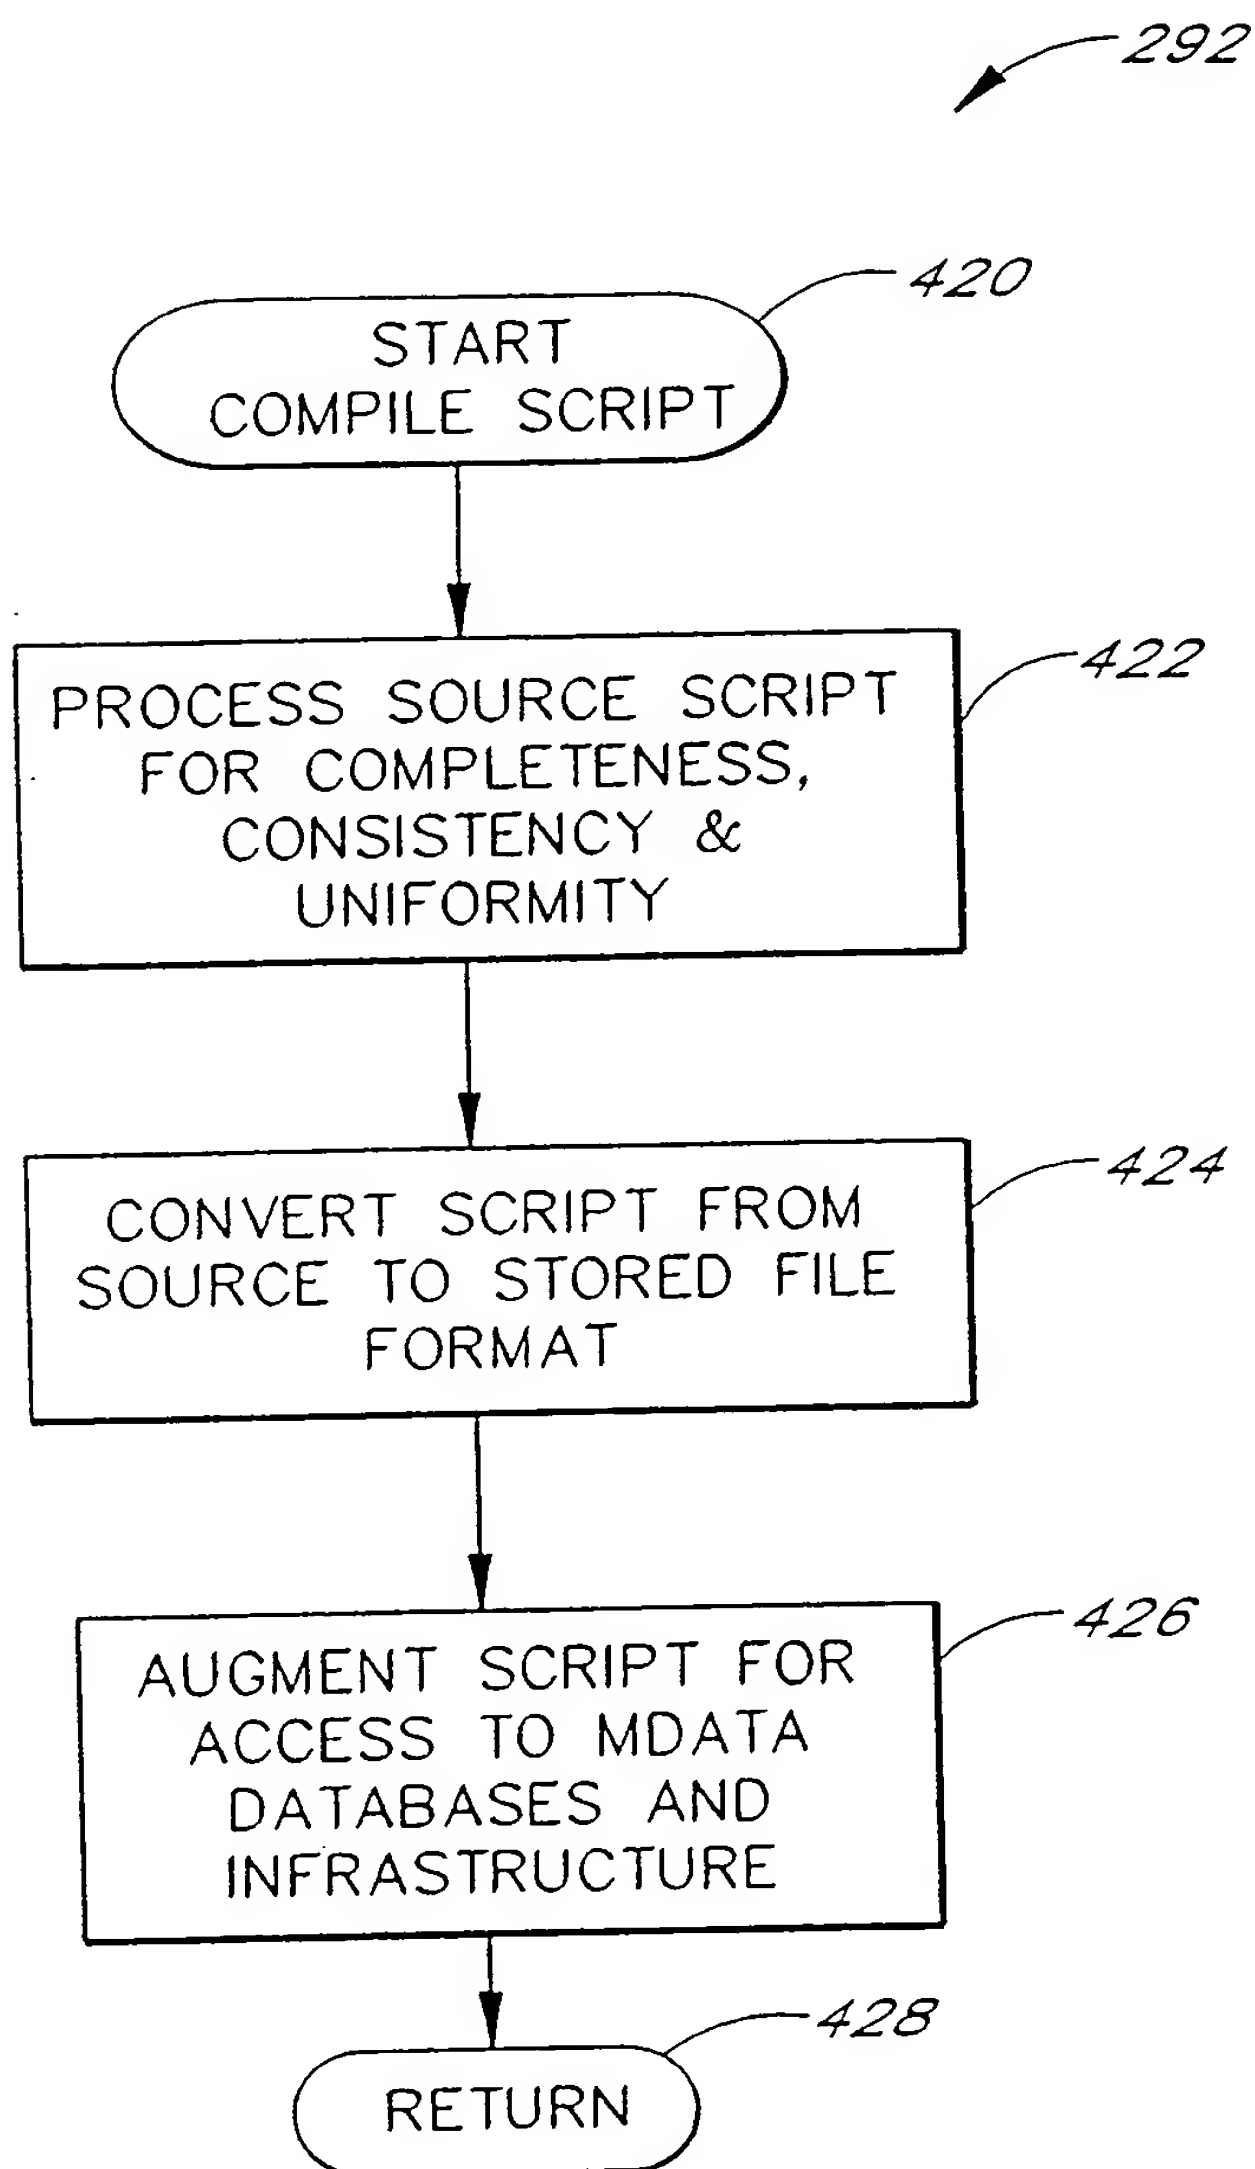 292
420
START
COMPILE SCRIPT
422
PROCESS SOURCE SCRIPT
FOR COMPLETENESS,
CONSISTENCY &
UNIFORMITY
424
CONVERT SCRIPT FROM
SOURCE TO STORED FILE
FORMAT
426
AUGMENT SCRIPT FOR
ACCESS TO MDATA
DATABASES AND
INFRASTRUCTURE
428
RETURN